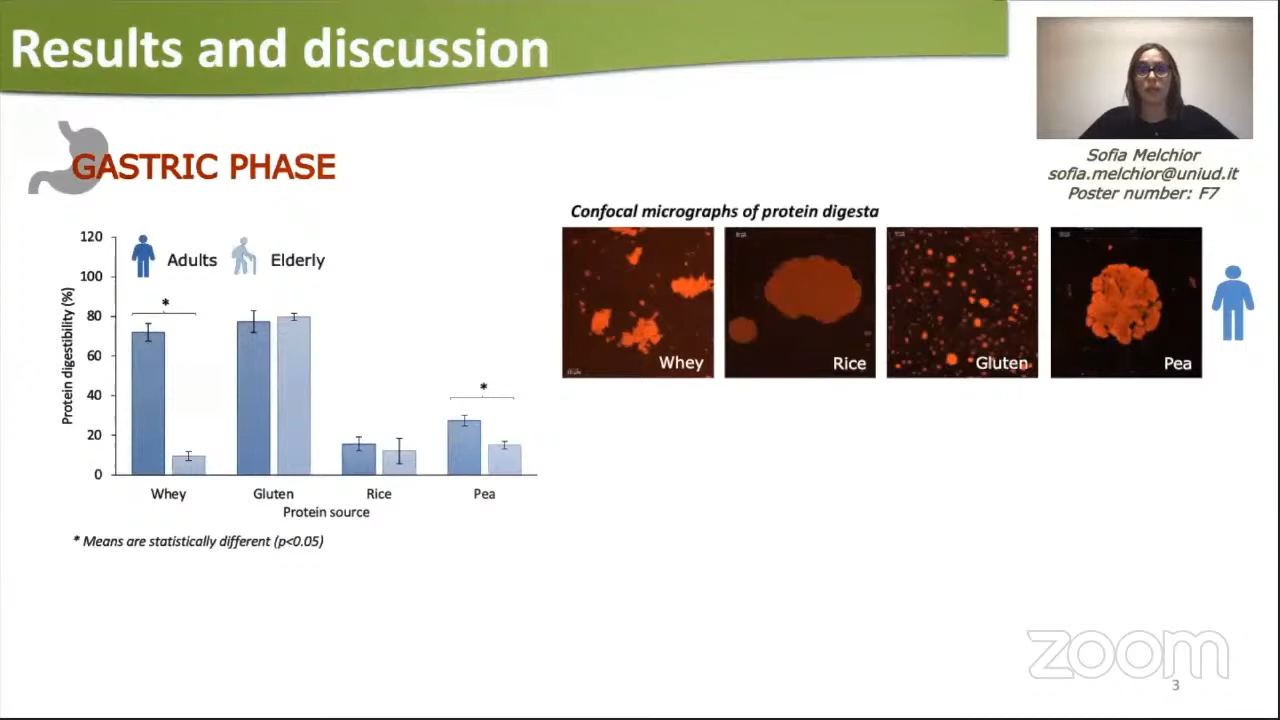 Results and discussion
Sofia Melchior
sofia.melchior@uniud.it
Poster number: F7
GASTRIC PHASE
Confocal micrographs of protein digesta
Whey
Rice
Gluten
Pea
Adults
Elderly
Protein digestibility (%)
120
100
80
60
40
20
0
*
*
Whey
Gluten
Rice
Pea
Protein source
* Means are statistically different (p<0.05)
zoom
3